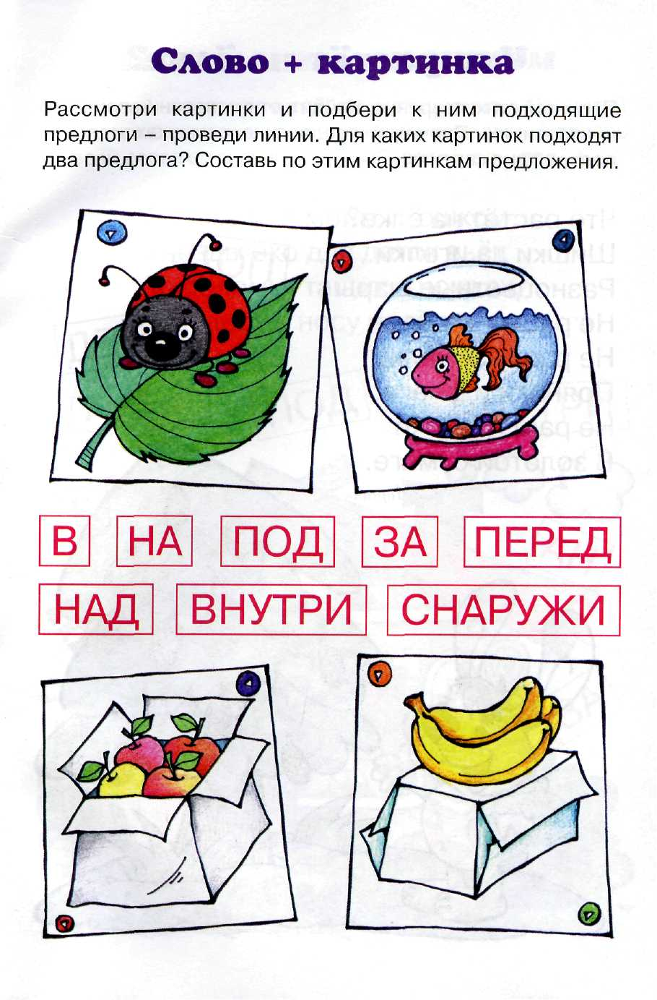 Слово + картинка
Рассмотри картинки и подбери к ним подходящие
предлоги – проведи линии. Для каких картинок подходят
два предлога? Составь по этим картинкам предложения.
В НА ПОД ЗА ПЕРЕД
НАД ВНУТРИ СНАРУЖИ